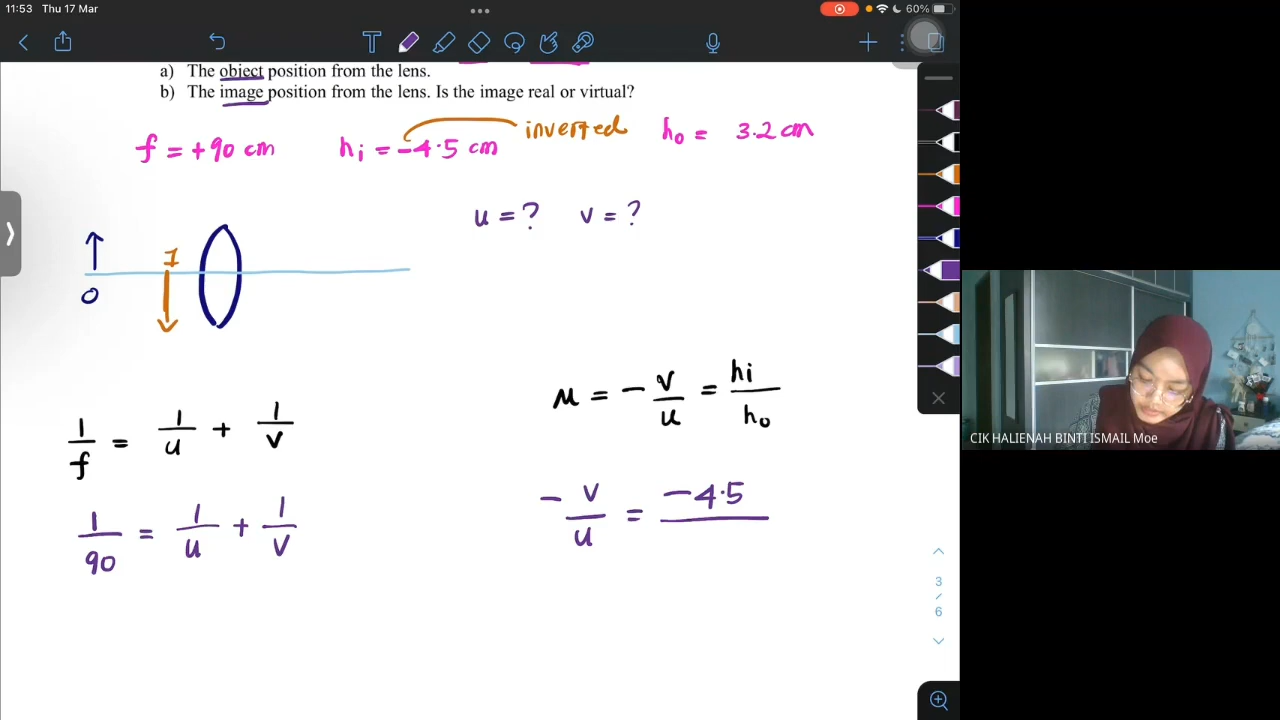 11:53 Thu 17 Mar
60%
a) The object position from the lens.
b) The image position from the lens. Is the image real or virtual?
f = +90 cm hi = -4.5 cm inverted ho = 3.2 cm
u = ? v = ?
I
O
M = - v/u = hi/ho
1/f = 1/u + 1/v
- v/u = -4.5
1/90 = 1/u + 1/v
CIK HALIENAH BINTI ISMAIL Moe
3
/
6